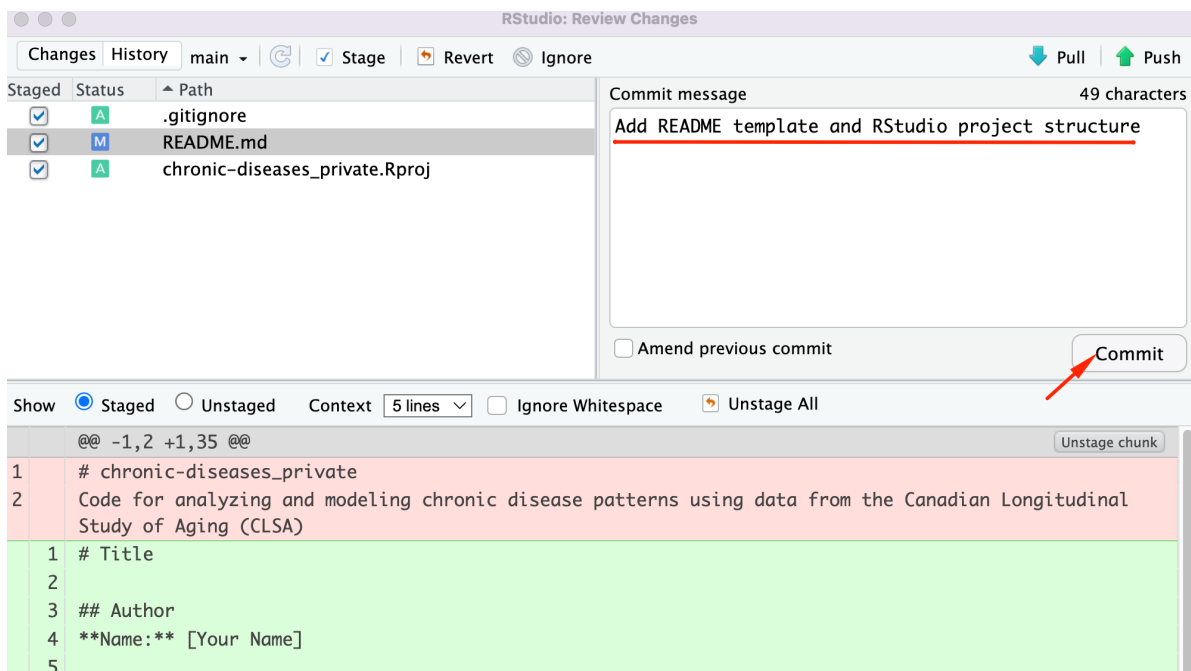 RStudio: Review Changes
Changes History main Stage Revert Ignore Pull Push
Staged Status Path
A .gitignore
M README.md
A chronic-diseases_private.Rproj
Commit message 49 characters
Add README template and RStudio project structure
Amend previous commit
Commit
Show Staged Unstaged Context 5 lines Ignore Whitespace Unstage All
@@ -1,2 +1,35 @@ Unstage chunk
1 # chronic-diseases_private
2 Code for analyzing and modeling chronic disease patterns using data from the Canadian Longitudinal
Study of Aging (CLSA)
1 # Title
2
3 ## Author
4 **Name:** [Your Name]
5